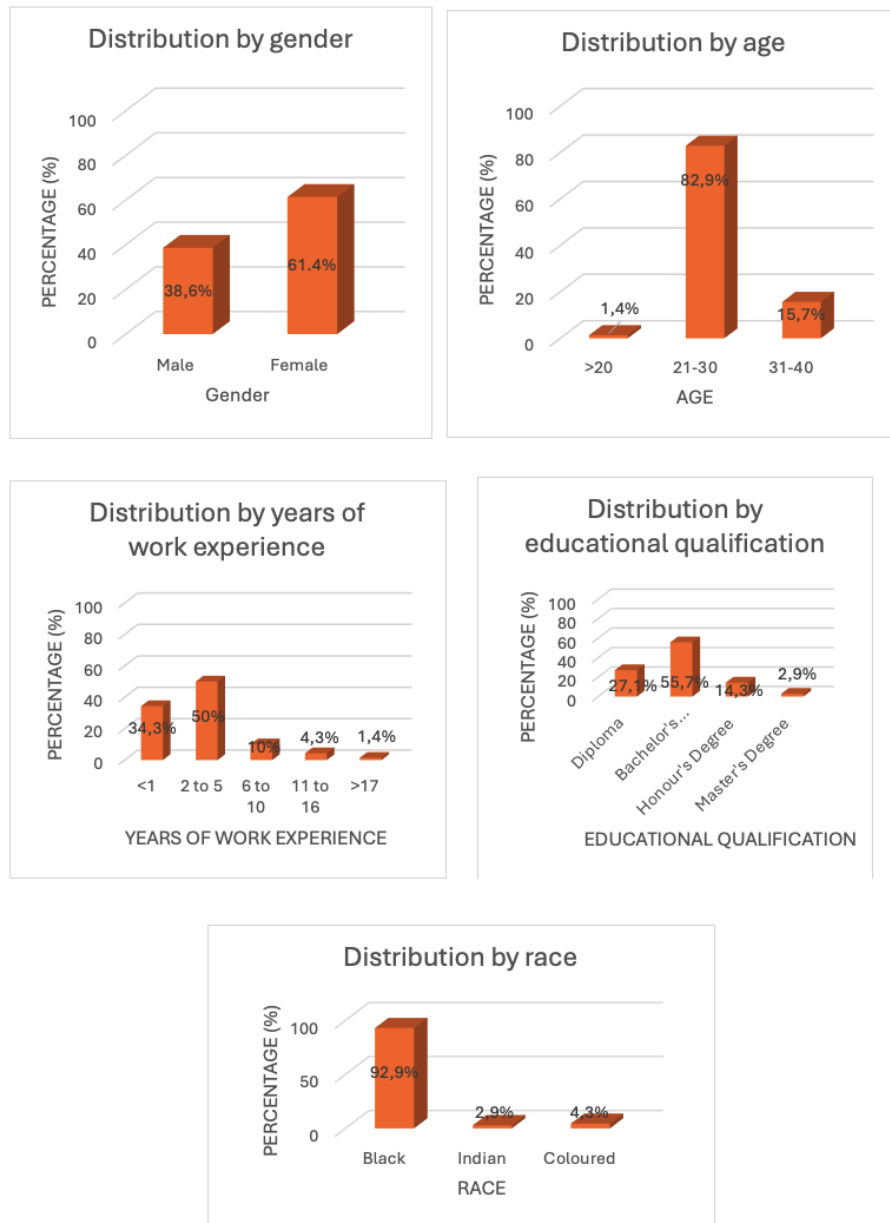 Distribution by gender
PERCENTAGE (%)
100
80
60
40
20
0
38,6%
61.4%
Male
Female
Gender
Distribution by age
PERCENTAGE (%)
100
80
60
40
20
0
1,4%
82,9%
15,7%
>20
21-30
31-40
AGE
Distribution by years of
work experience
PERCENTAGE (%)
100
80
60
40
20
0
34,3%
50%
10%
4,3%
1,4%
<1
2 to 5
6 to
10
11 to
16
>17
YEARS OF WORK EXPERIENCE
Distribution by
educational qualification
PERCENTAGE (%)
100
80
60
40
20
0
27,1%
55,7%
14,3%
2,9%
Diploma
Bachelor's...
Honour's Degree
Master's Degree
EDUCATIONAL QUALIFICATION
Distribution by race
PERCENTAGE (%)
100
50
0
92,9%
2,9%
4,3%
Black
Indian
Coloured
RACE